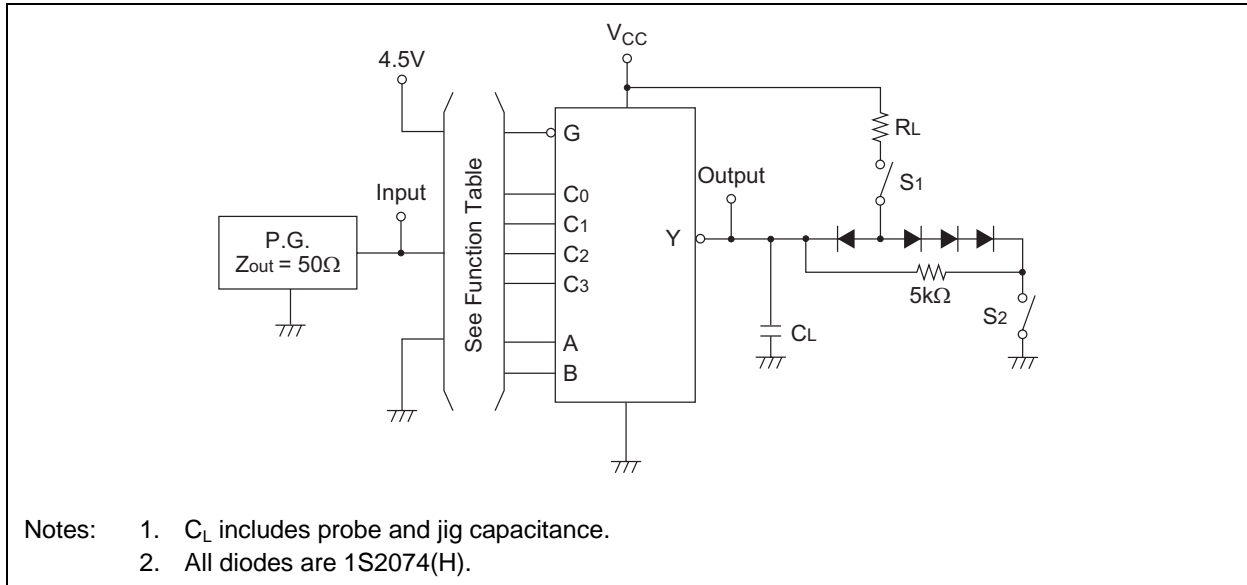 VCC
4.5V
G
RL
S1
See Function Table
Input
C0
C1
C2
C3
Output
Y
P.G.
Zout = 50Ω
5kΩ
S2
CL
A
B
Notes: 1. CL includes probe and jig capacitance.
2. All diodes are 1S2074(H).